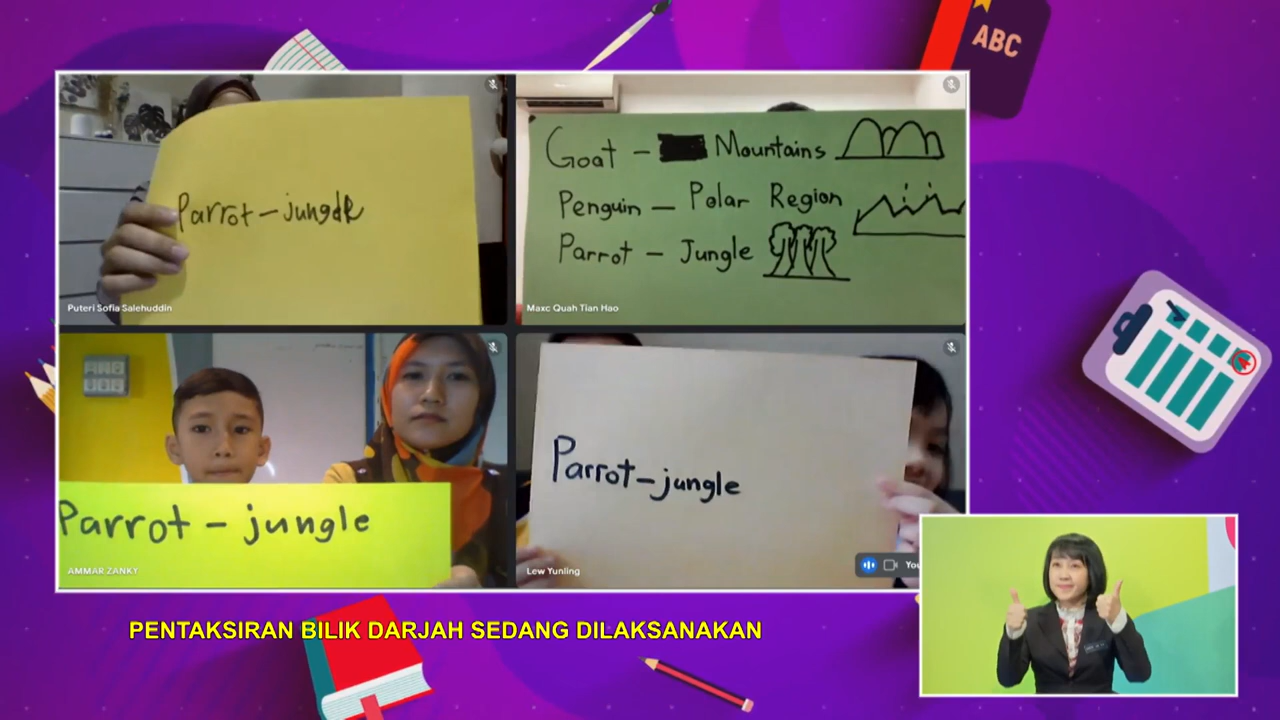 ABC
Parrot - jungle
Puteri Sofia Salehuddin
Goat - Mountains
Penguin - Polar Region
Parrot - Jungle
Maxc Quah Tian Hao
Parrot - jungle
AMMAR ZANKY
Parrot - jungle
Lew Yunling
You
PENTAKSIRAN BILIK DARJAH SEDANG DILAKSANAKAN